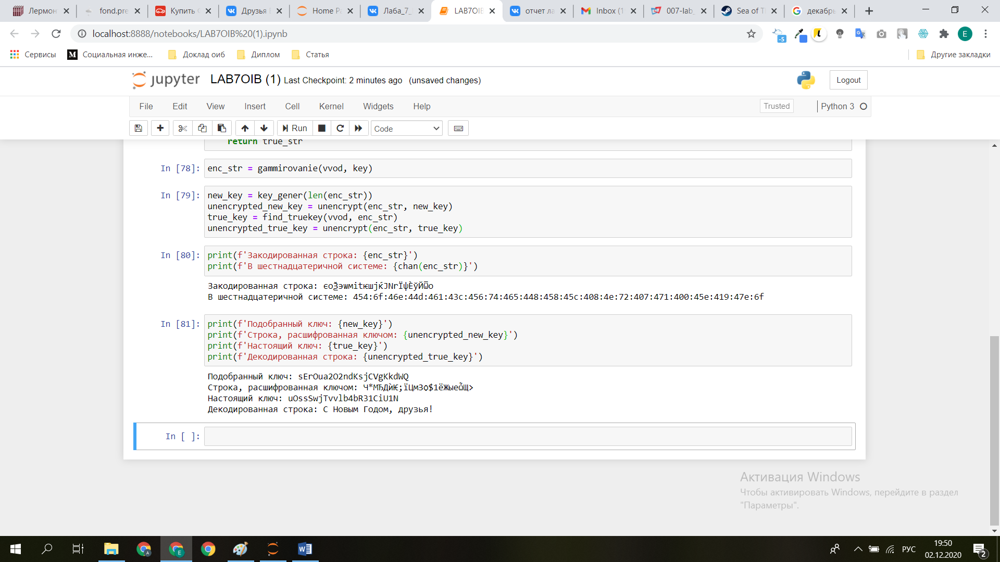 Лермон
fond.pre
Купить
Друзья
Home Pa
Лаба_7_
LAB7OIB
отчет ла
Inbox (1
007-lab_
Sea of T
декабрь
localhost:8888/notebooks/LAB7OIB%20(1).ipynb
-5
E
Сервисы
Социальная инже...
Доклад оиб
Диплом
Статья
Другие закладки
jupyter LAB7OIB (1) Last Checkpoint: 2 minutes ago (unsaved changes)
Logout
File Edit View Insert Cell Kernel Widgets Help
Trusted
Python 3
Run
Code
return true_str
In [78]: enc_str = gammirovanie(vvod, key)
In [79]: new_key = key_gener(len(enc_str))
unencrypted_new_key = unencrypt(enc_str, new_key)
true_key = find_truekey(vvod, enc_str)
unencrypted_true_key = unencrypt(enc_str, true_key)
In [80]: print(f'Закодированная строка: {enc_str}')
print(f'В шестнадцатеричной системе: {chan(enc_str)}')
Закодированная строка: єoѮэѡмітѥшјќЈNrЇѱЀўЙѾo
В шестнадцатеричной системе: 454:6f:46e:44d:461:43c:456:74:465:448:458:45c:408:4e:72:407:471:400:45e:419:47e:6f
In [81]: print(f'Подобранный ключ: {new_key}')
print(f'Строка, расшифрованная ключом: {unencrypted_new_key}')
print(f'Настоящий ключ: {true_key}')
print(f'Декодированная строка: {unencrypted_true_key}')
Подобранный ключ: sErOua2O2ndKsjCVgKkdWQ
Строка, расшифрованная ключом:
Настоящий ключ: uOssSwjTvvlb4bR31CiU1N
Декодированная строка: С Новым Годом, друзья!
In [ ]:
Активация Windows
Чтобы активировать Windows, перейдите в раздел
"Параметры".
РУС
19:50
02.12.2020
2